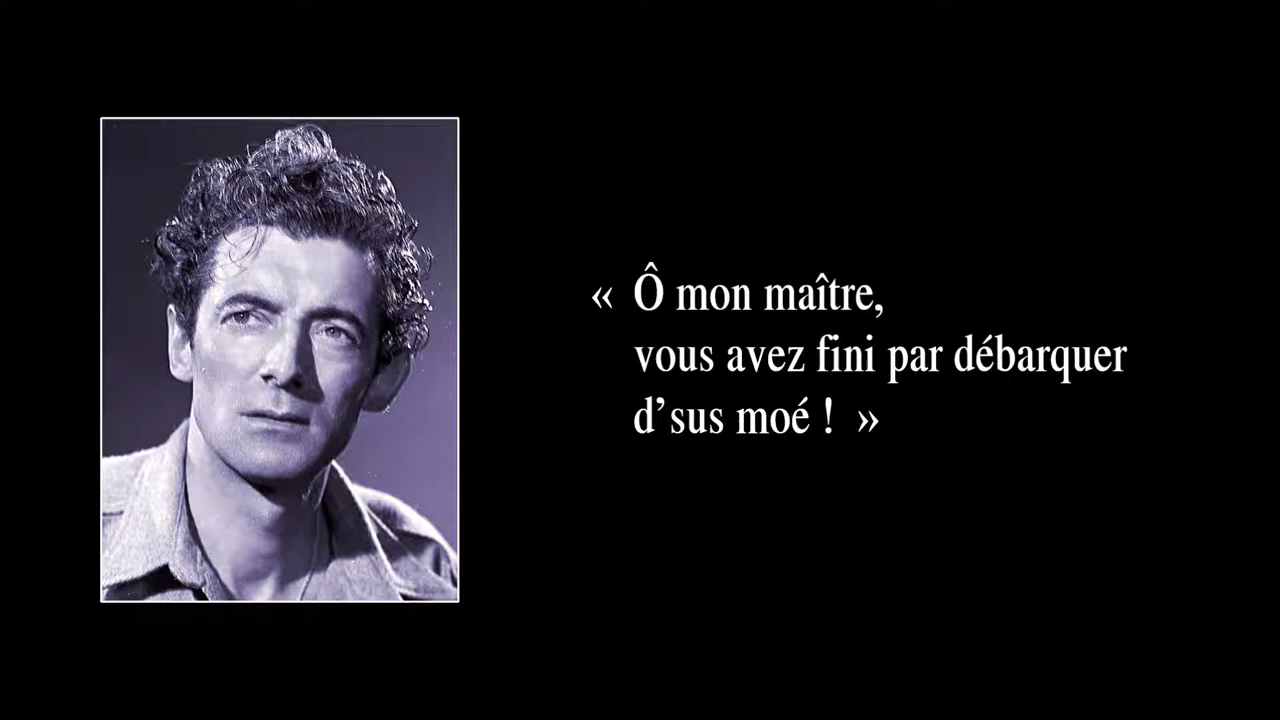 « Ô mon maître,
vous avez fini par débarquer
d’sus moé ! »